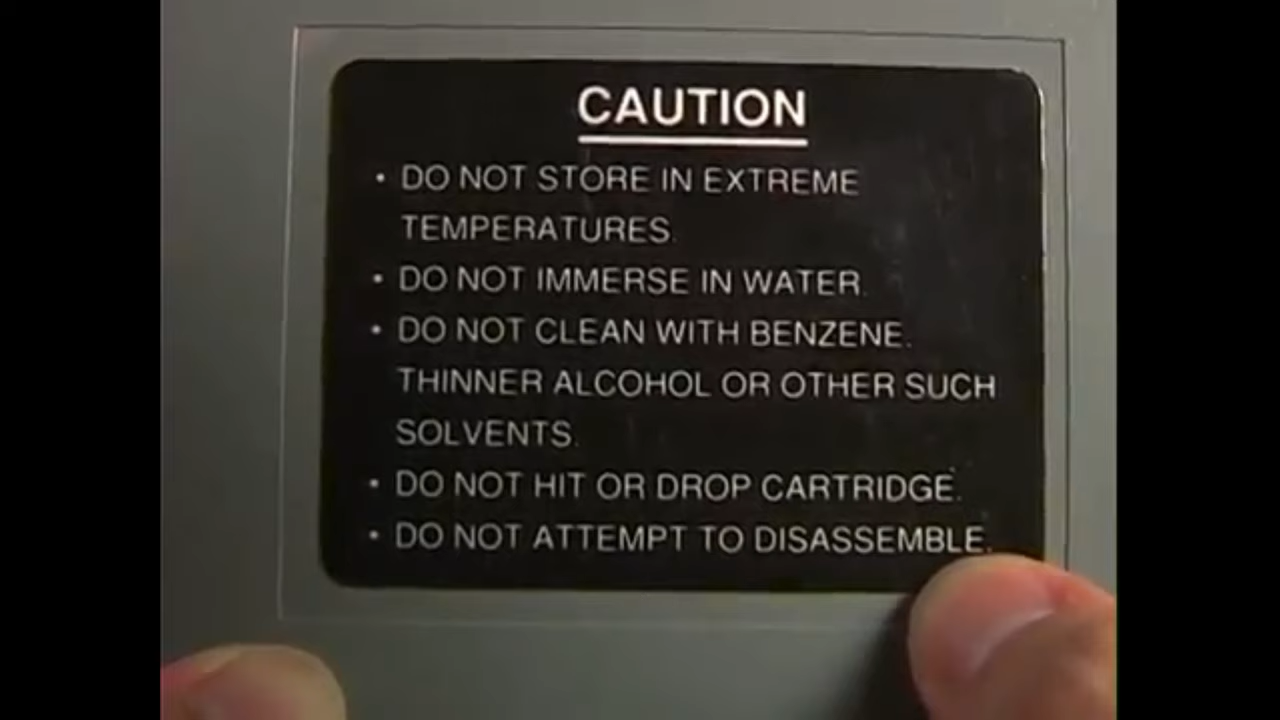 CAUTION
• DO NOT STORE IN EXTREME
TEMPERATURES.
• DO NOT IMMERSE IN WATER.
• DO NOT CLEAN WITH BENZENE.
THINNER ALCOHOL OR OTHER SUCH
SOLVENTS.
• DO NOT HIT OR DROP CARTRIDGE.
• DO NOT ATTEMPT TO DISASSEMBLE.